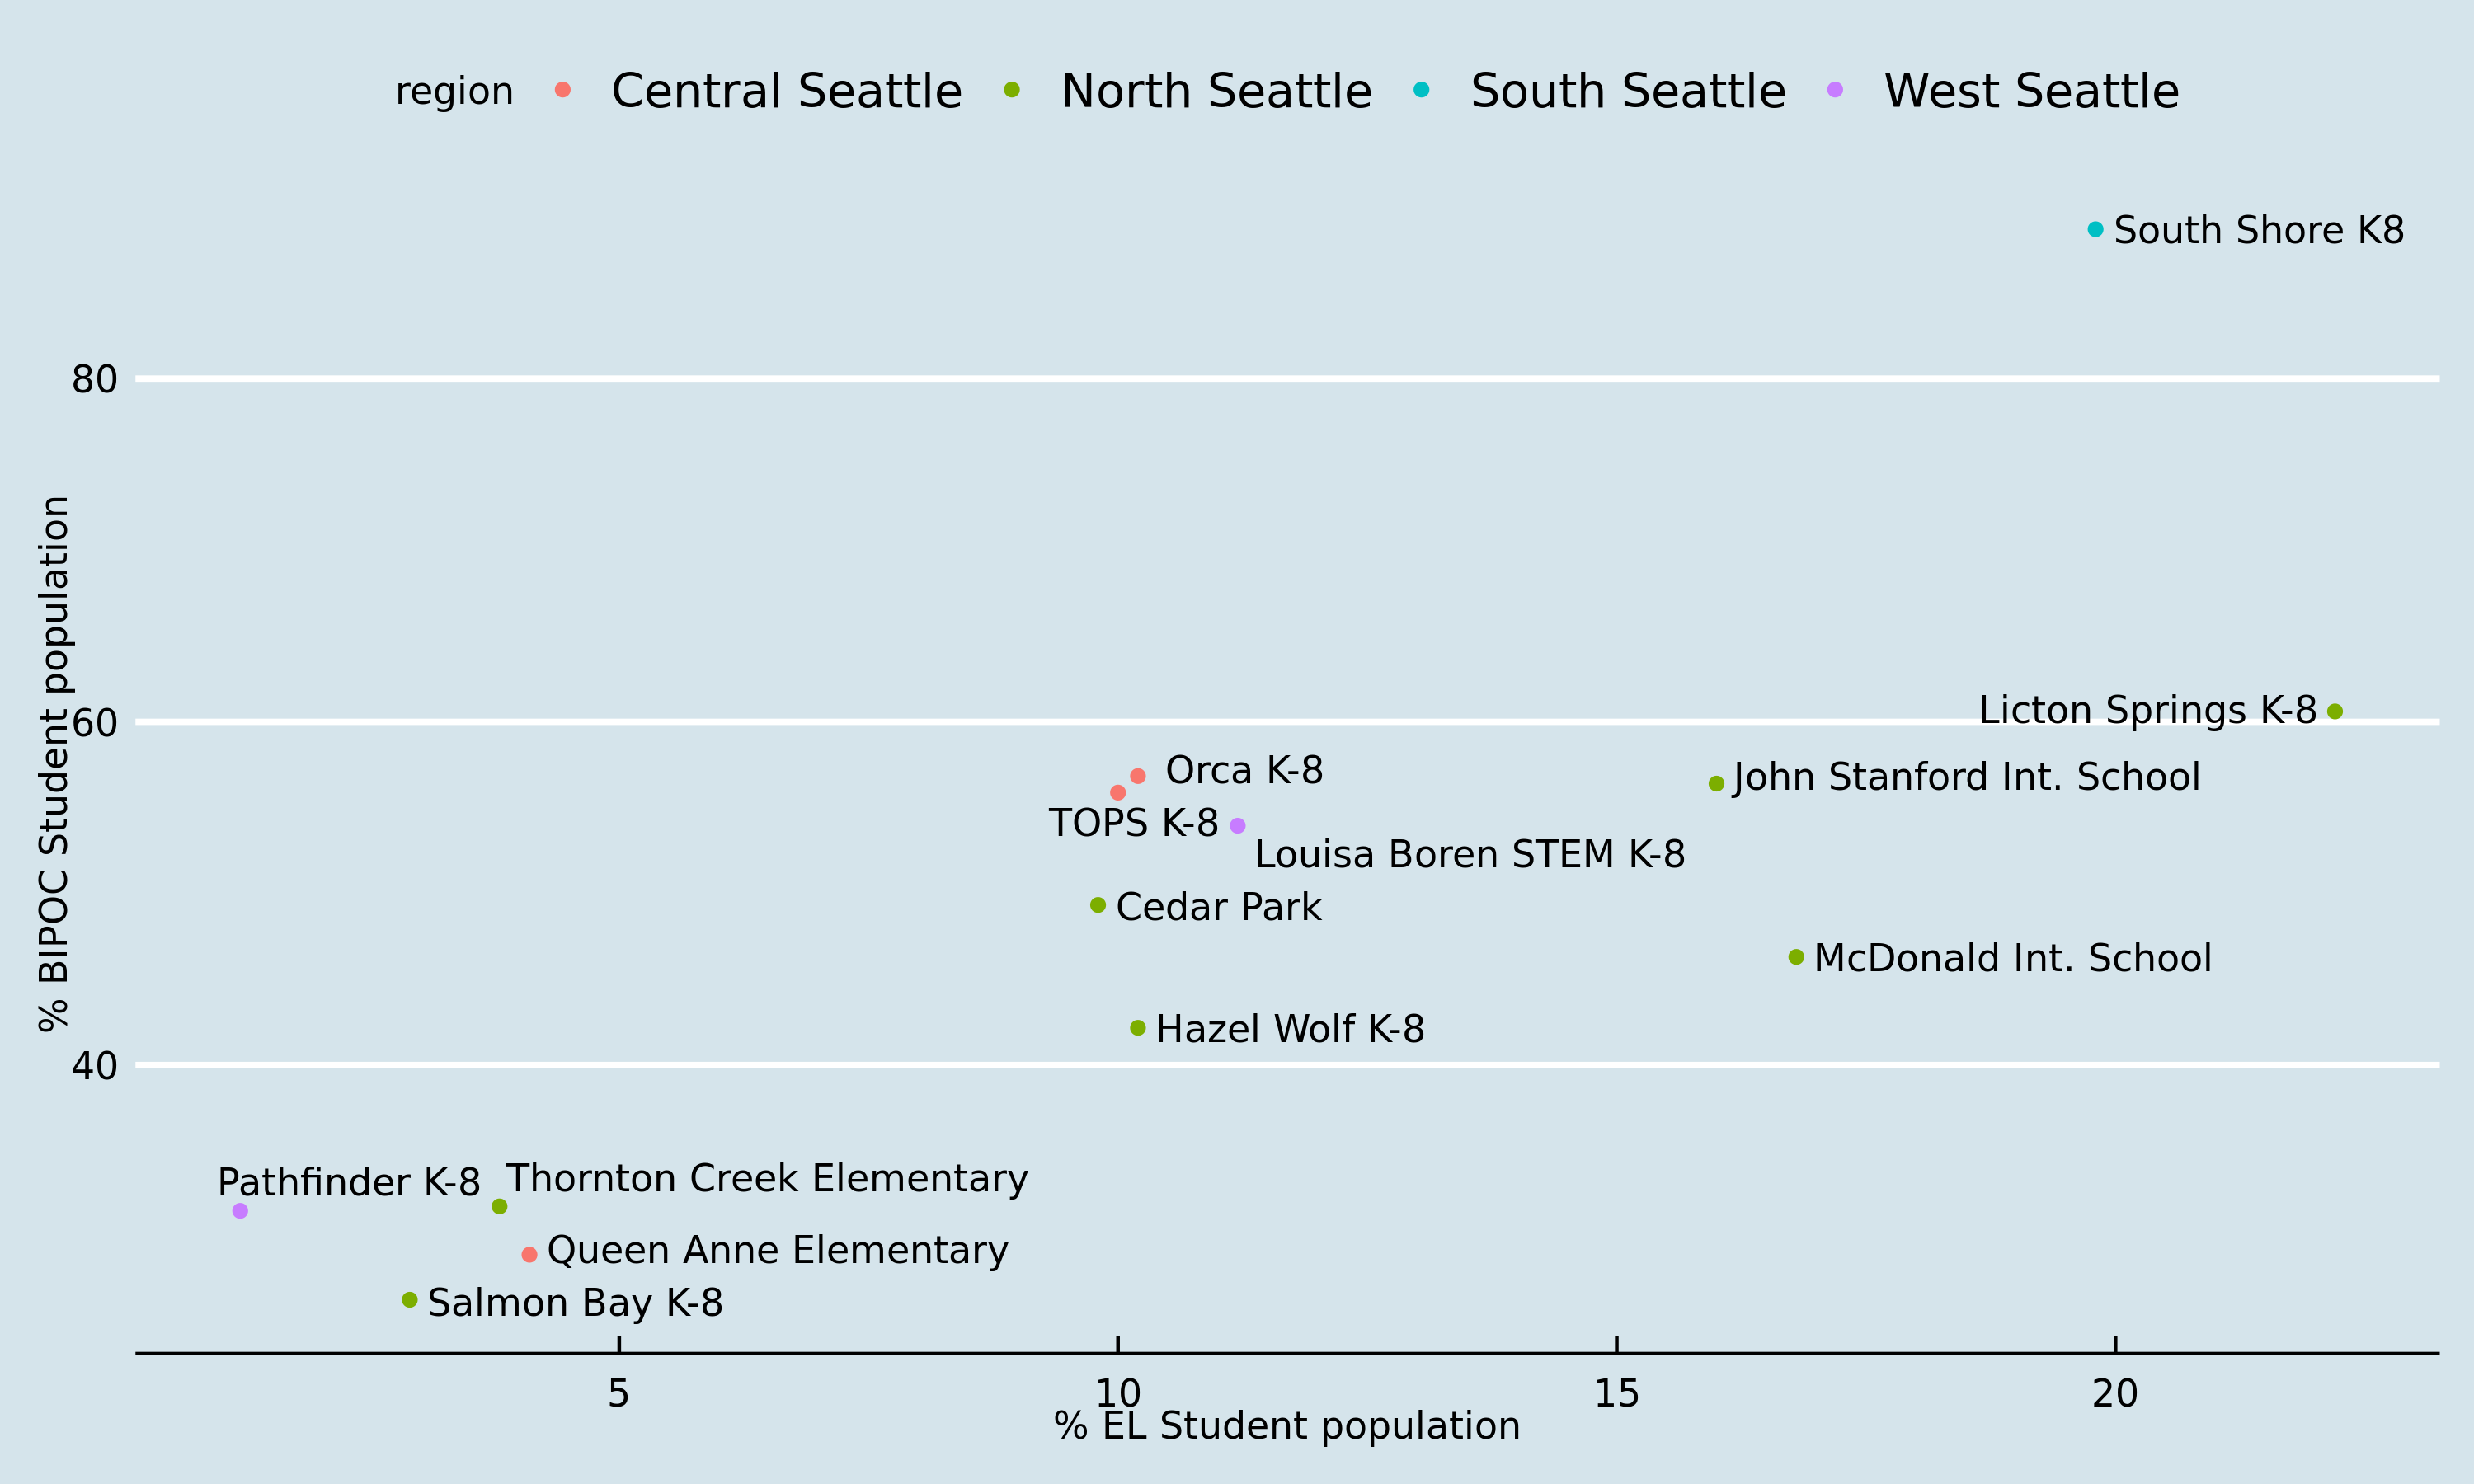 region Central Seattle North Seattle South Seattle West Seattle
South Shore K8
80
% BIPOC Student population
Licton Springs K-8
60
Orca K-8
John Stanford Int. School
TOPS K-8
Louisa Boren STEM K-8
Cedar Park
McDonald Int. School
Hazel Wolf K-8
40
Pathfinder K-8
Thornton Creek Elementary
Queen Anne Elementary
Salmon Bay K-8
5 10 15 20
% EL Student population